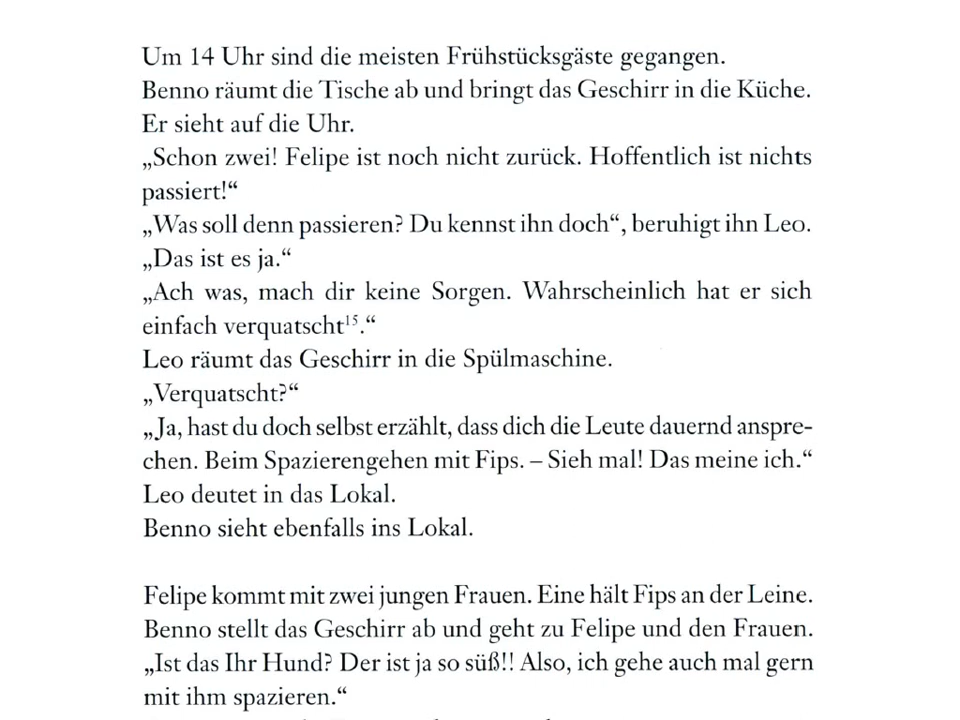 Um 14 Uhr sind die meisten Frühstücksgäste gegangen.
Benno räumt die Tische ab und bringt das Geschirr in die Küche.
Er sieht auf die Uhr.
„Schon zwei! Felipe ist noch nicht zurück. Hoffentlich ist nichts
passiert!“
„Was soll denn passieren? Du kennst ihn doch“, beruhigt ihn Leo.
„Das ist es ja.“
„Ach was, mach dir keine Sorgen. Wahrscheinlich hat er sich
einfach verquatscht¹⁵.“
Leo räumt das Geschirr in die Spülmaschine.
„Verquatscht?“
„Ja, hast du doch selbst erzählt, dass dich die Leute dauernd anspre-
chen. Beim Spazierengehen mit Fips. – Sieh mal! Das meine ich.“
Leo deutet in das Lokal.
Benno sieht ebenfalls ins Lokal.
Felipe kommt mit zwei jungen Frauen. Eine hält Fips an der Leine.
Benno stellt das Geschirr ab und geht zu Felipe und den Frauen.
„Ist das Ihr Hund? Der ist ja so süß!! Also, ich gehe auch mal gern
mit ihm spazieren.“